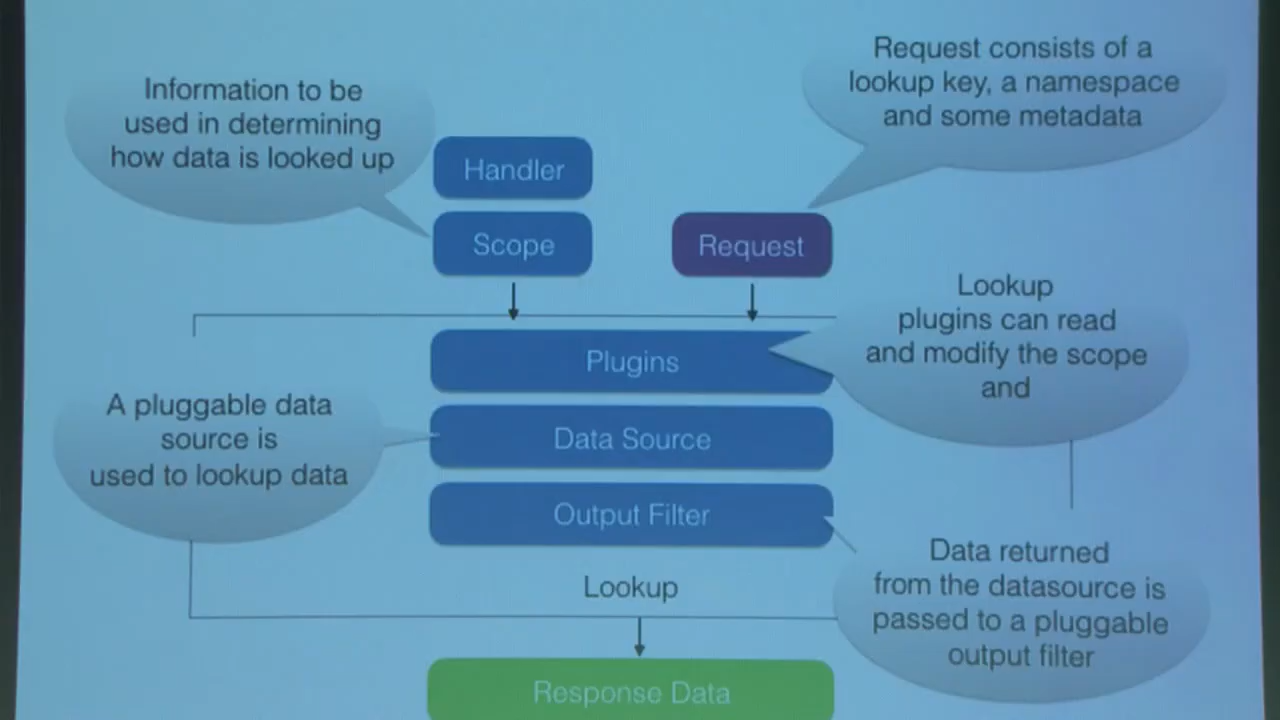 Request consists of a
lookup key, a namespace
and some metadata
Information to be
used in determining
how data is looked up
Handler
Scope
Request
Lookup
plugins can read
and modify the scope
and
Plugins
A pluggable data
source is
used to lookup data
Data Source
Output Filter
Data returned
from the datasource is
passed to a pluggable
output filter
Lookup
Response Data